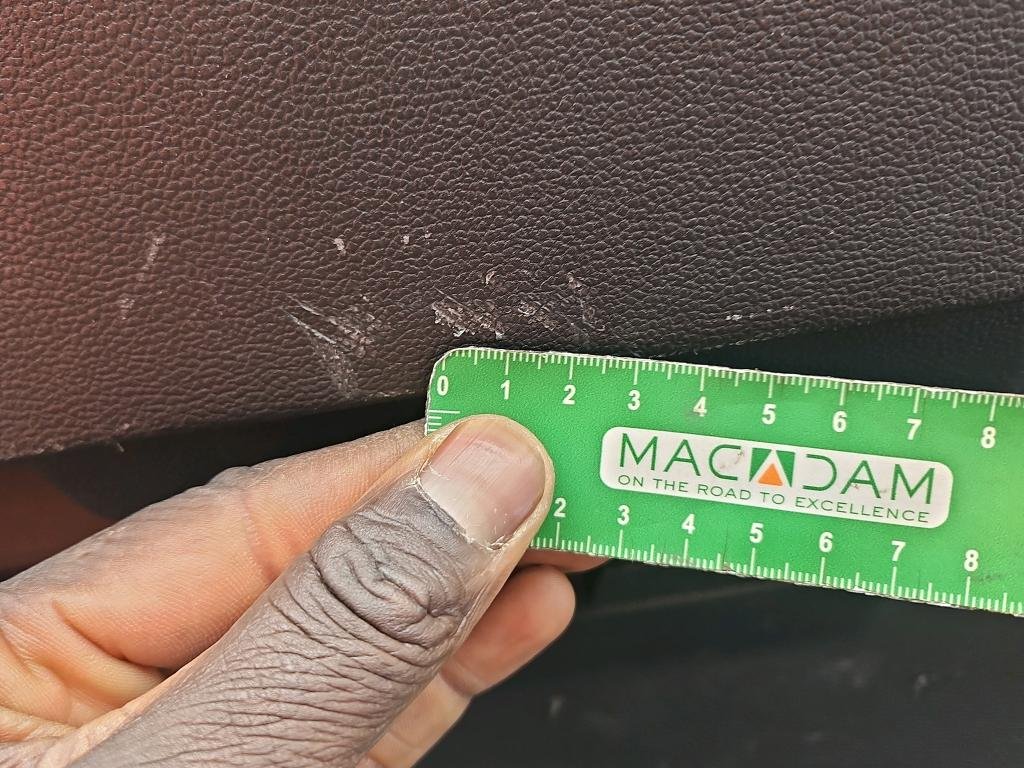 0 1 2 3 4 5 6 7 8
MACADAM
ON THE ROAD TO EXCELLENCE
2 3 4 5 6 7 8